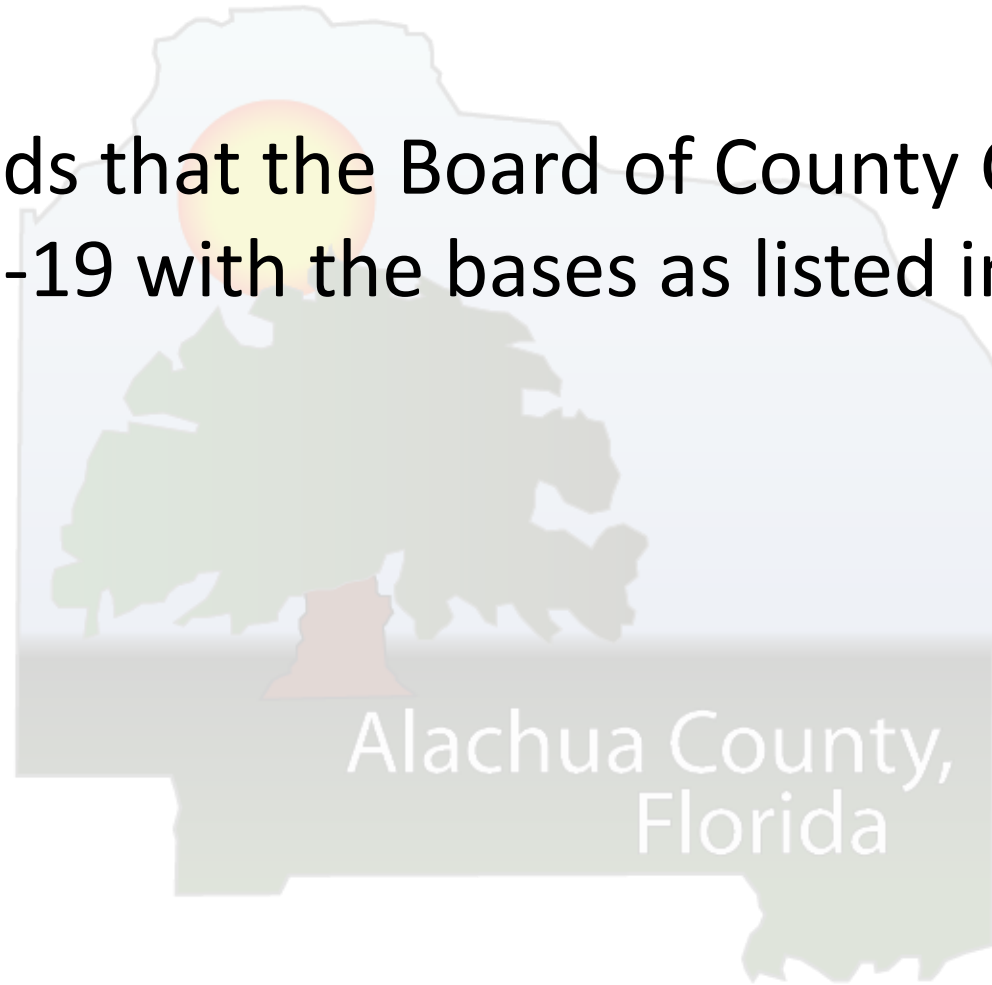 ds that the Board of County
-19 with the bases as listed
Alachua County,
Florida